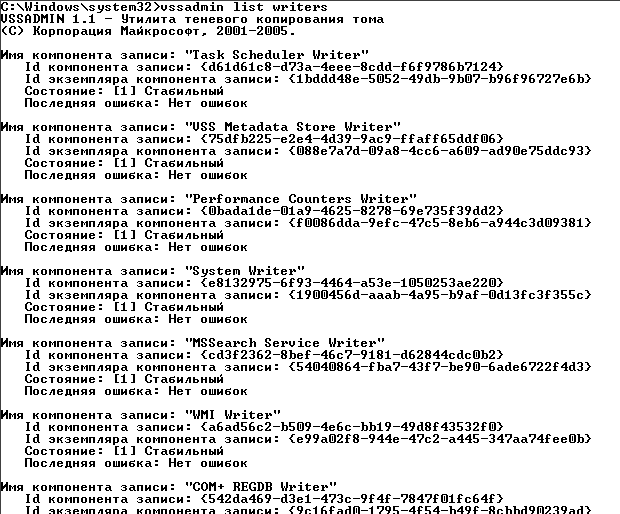 C:\Windows\system32>vssadmin list writers
VSSADMIN 1.1 - Утилита теневого копирования тома
(C) Корпорация Майкрософт, 2001-2005.
Имя компонента записи: "Task Scheduler Writer"
Id компонента записи: {d61d61c8-d73a-4eee-8cdd-f6f9786b7124}
Id экземпляра компонента записи: {1bddd48e-5052-49db-9b07-b96f96727e6b}
Состояние: [1] Стабильный
Последняя ошибка: Нет ошибок
Имя компонента записи: "VSS Metadata Store Writer"
Id компонента записи: {75dfb225-e2e4-4d39-9ac9-ffaff65ddf06}
Id экземпляра компонента записи: {088e7a7d-09a8-4cc6-a609-ad90e75ddc93}
Состояние: [1] Стабильный
Последняя ошибка: Нет ошибок
Имя компонента записи: "Performance Counters Writer"
Id компонента записи: {0bada1de-01a9-4625-8278-69e735f39dd2}
Id экземпляра компонента записи: {f0086dda-9efc-47c5-8eb6-a944c3d09381}
Состояние: [1] Стабильный
Последняя ошибка: Нет ошибок
Имя компонента записи: "System Writer"
Id компонента записи: {e8132975-6f93-4464-a53e-1050253ae220}
Id экземпляра компонента записи: {1900456d-aaab-4a95-b9af-0d13fc3f355c}
Состояние: [1] Стабильный
Последняя ошибка: Нет ошибок
Имя компонента записи: "MSSearch Service Writer"
Id компонента записи: {cd3f2362-8bef-46c7-9181-d62844cdc0b2}
Id экземпляра компонента записи: {54040864-fba7-43f7-be90-6ade6722f4d3}
Состояние: [1] Стабильный
Последняя ошибка: Нет ошибок
Имя компонента записи: "WMI Writer"
Id компонента записи: {a6ad56c2-b509-4e6c-bb19-49d8f43532f0}
Id экземпляра компонента записи: {e99a02f8-944e-47c2-a445-347aa74fee0b}
Состояние: [1] Стабильный
Последняя ошибка: Нет ошибок
Имя компонента записи: "COM+ REGDB Writer"
Id компонента записи: {542da469-d3e1-473c-9f4f-7847f01fc64f}
Id экземпляра компонента записи: {9c16fad0-1795-4f54-b49f-8cbbd90239ad}